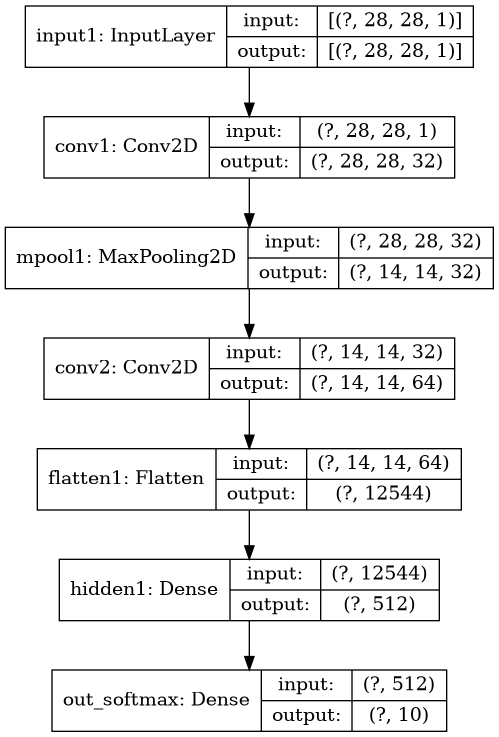 input1: InputLayer
input: [(?, 28, 28, 1)]
output: [(?, 28, 28, 1)]
conv1: Conv2D
input: (?, 28, 28, 1)
output: (?, 28, 28, 32)
mpool1: MaxPooling2D
input: (?, 28, 28, 32)
output: (?, 14, 14, 32)
conv2: Conv2D
input: (?, 14, 14, 32)
output: (?, 14, 14, 64)
flatten1: Flatten
input: (?, 14, 14, 64)
output: (?, 12544)
hidden1: Dense
input: (?, 12544)
output: (?, 512)
out_softmax: Dense
input: (?, 512)
output: (?, 10)